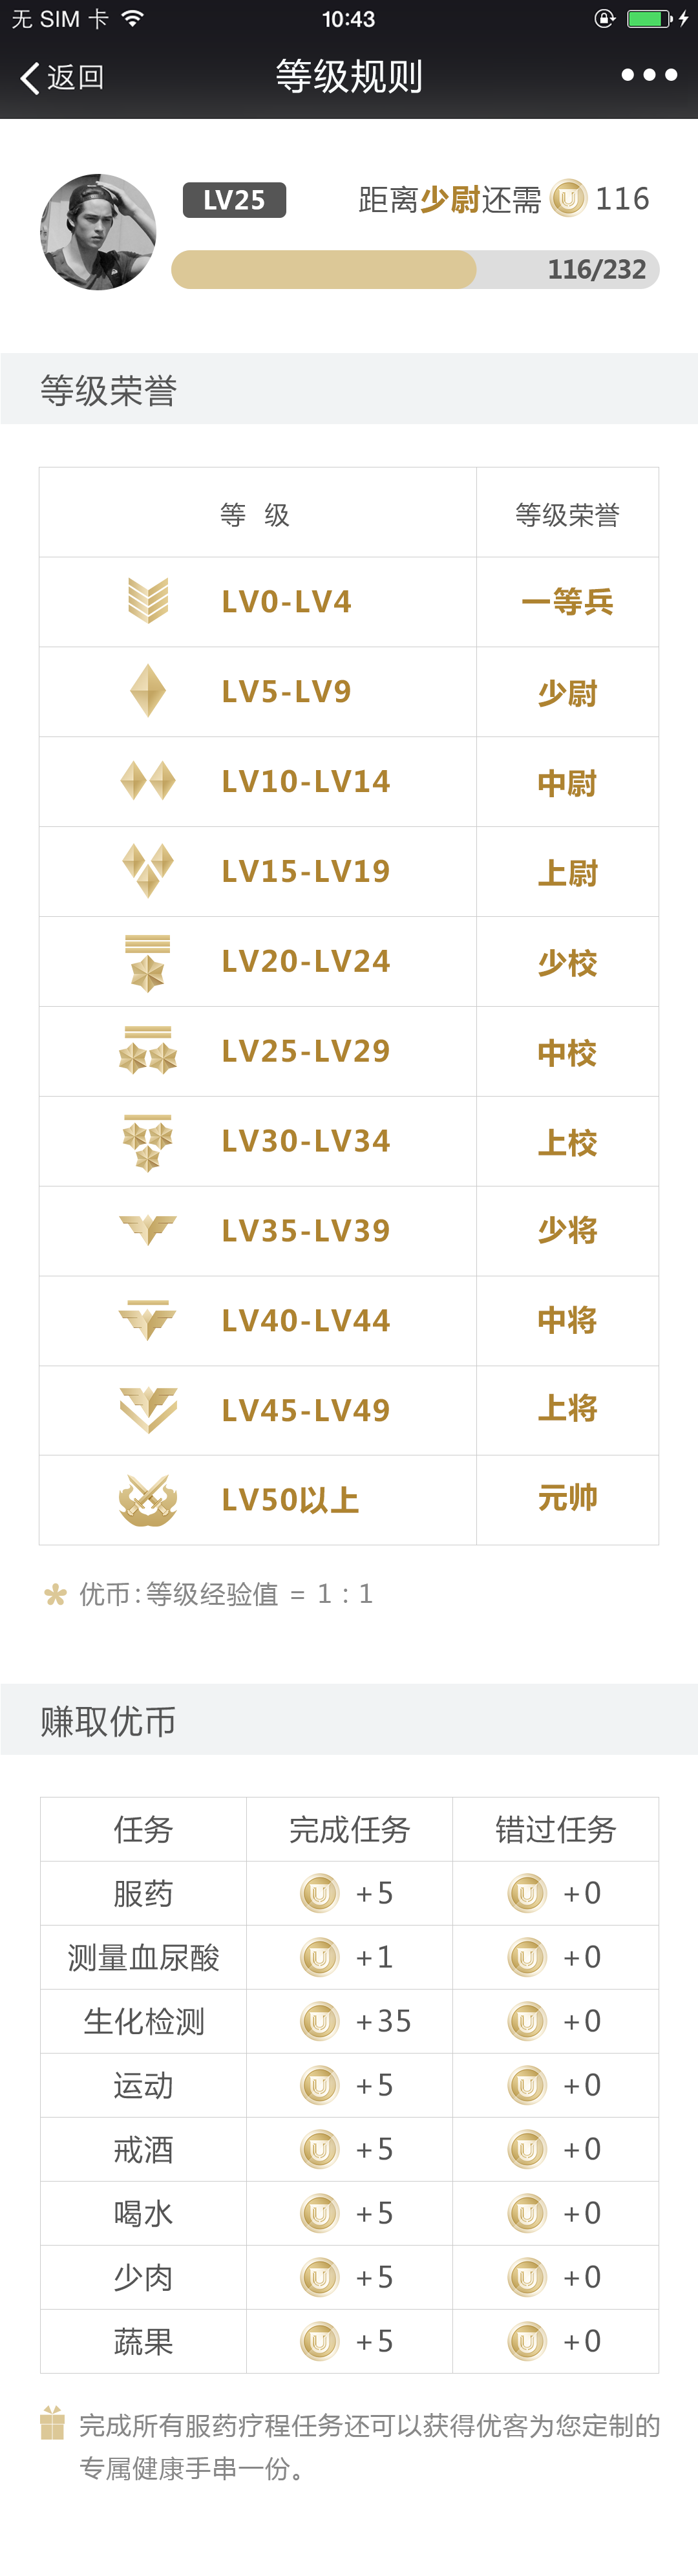 无 SIM 卡 10:43
返回 等级规则
LV25 距离少尉还需 116
116/232
等级荣誉
等 级 等级荣誉
LV0-LV4 一等兵
LV5-LV9 少尉
LV10-LV14 中尉
LV15-LV19 上尉
LV20-LV24 少校
LV25-LV29 中校
LV30-LV34 上校
LV35-LV39 少将
LV40-LV44 中将
LV45-LV49 上将
LV50以上 元帅
优币:等级经验值 = 1 : 1
赚取优币
任务 完成任务 错过任务
服药 U +5 U +0
测量血尿酸 U +1 U +0
生化检测 U +35 U +0
运动 U +5 U +0
戒酒 U +5 U +0
喝水 U +5 U +0
少肉 U +5 U +0
蔬果 U +5 U +0
完成所有服药疗程任务还可以获得优客为您定制的
专属健康手串一份。